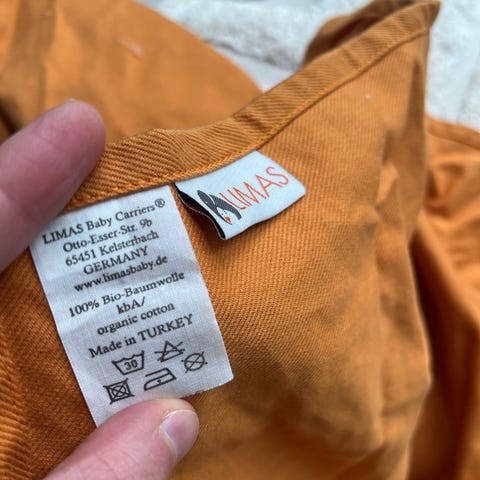 LIMAS Baby Carriers®
Otto-Esser-Str. 9b
65451 Kelsterbach
GERMANY
www.limasbaby.de
100% Bio-Baumwolle
kbA/
organic cotton
Made in TURKEY
30
LIMAS